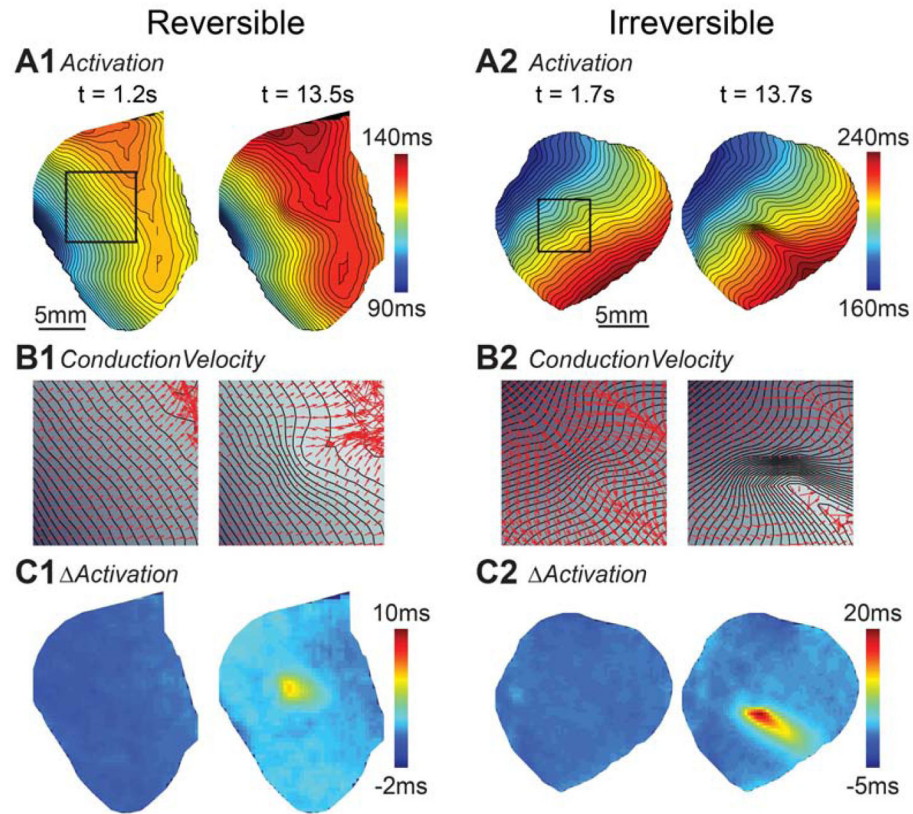 Reversible
Irreversible
A1 Activation
A2 Activation
t = 1.2s
t = 13.5s
t = 1.7s
t = 13.7s
140ms
240ms
90ms
160ms
5mm
5mm
B1 ConductionVelocity
B2 ConductionVelocity
C1 ΔActivation
C2 ΔActivation
10ms
20ms
-2ms
-5ms